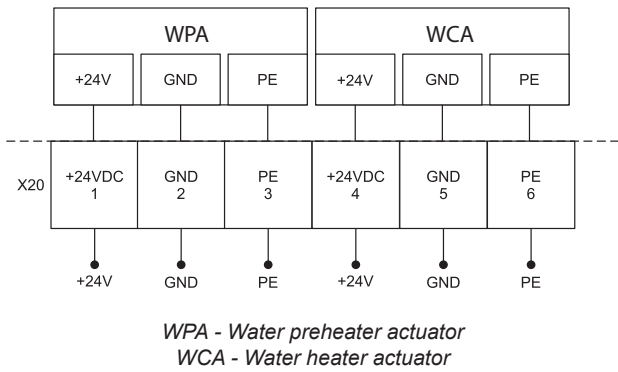 WPA WCA
+24V GND PE +24V GND PE
X20 +24VDC GND PE +24VDC GND PE
1 2 3 4 5 6
+24V GND PE +24V GND PE
WPA - Water preheater actuator
WCA - Water heater actuator